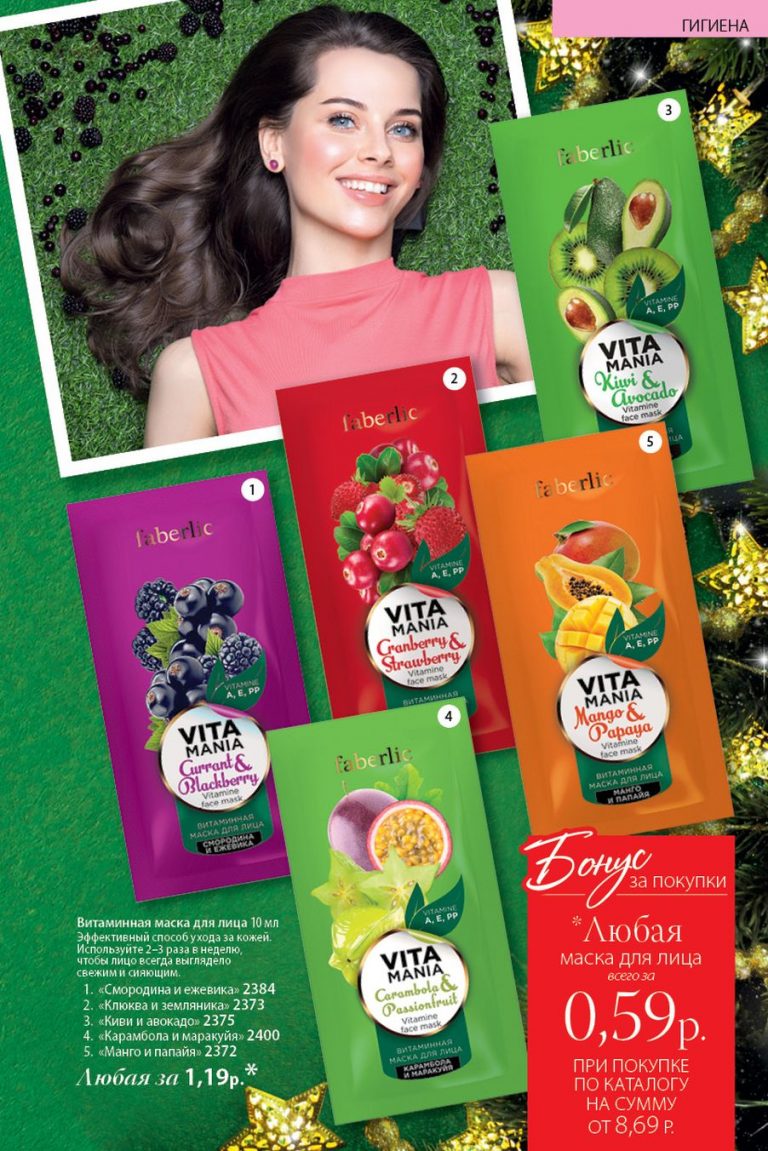 ГИГИЕНА
3
faberlic
VITAMINE
A, E, PP
VITA
MANIA
Kiwi &
Avocado
Vitamine
face mask
2
faberlic
VITAMINE
A, E, PP
VITA
MANIA
Cranberry &
Strawberry
Vitamine
face mask
ВИТАМИННАЯ
5
faberlic
VITAMINE
A, E, PP
VITA
MANIA
Mango &
Papaya
Vitamine
face mask
ВИТАМИННАЯ
МАСКА ДЛЯ ЛИЦА
МАНГО
И ПАПАЙЯ
1
faberlic
VITAMINE
A, E, PP
VITA
MANIA
Currant &
Blackberry
Vitamine
face mask
ВИТАМИННАЯ
МАСКА ДЛЯ ЛИЦА
СМОРОДИНА
И ЕЖЕВИКА
4
faberlic
VITAMINE
A, E, PP
VITA
MANIA
Carambola &
Passionfruit
Vitamine
face mask
ВИТАМИННАЯ
МАСКА ДЛЯ ЛИЦА
КАРАМБОЛА
И МАРАКУЙЯ
Витаминная маска для лица 10 мл
Эффективный способ ухода за кожей.
Используйте 2–3 раза в неделю,
чтобы лицо всегда выглядело
свежим и сияющим.
1. «Смородина и ежевика» 2384
2. «Клюква и земляника» 2373
3. «Киви и авокадо» 2375
4. «Карамбола и маракуйя» 2400
5. «Манго и папайя» 2372
Любая за 1,19р.*
Бонус
за покупки
*Любая
маска для лица
всего за
0,59р.
ПРИ ПОКУПКЕ
ПО КАТАЛОГУ
НА СУММУ
ОТ 8,69 Р.